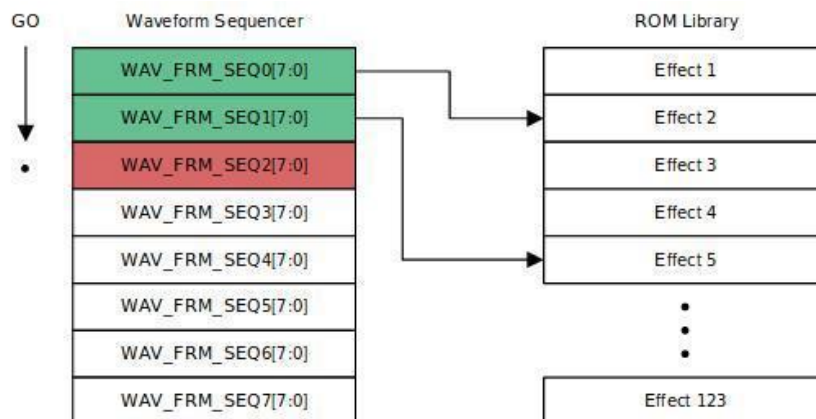 GO Waveform Sequencer ROM Library
WAV_FRM_SEQ0[7:0] Effect 1
WAV_FRM_SEQ1[7:0] Effect 2
WAV_FRM_SEQ2[7:0] Effect 3
WAV_FRM_SEQ3[7:0] Effect 4
WAV_FRM_SEQ4[7:0] Effect 5
WAV_FRM_SEQ5[7:0]
WAV_FRM_SEQ6[7:0]
WAV_FRM_SEQ7[7:0] Effect 123